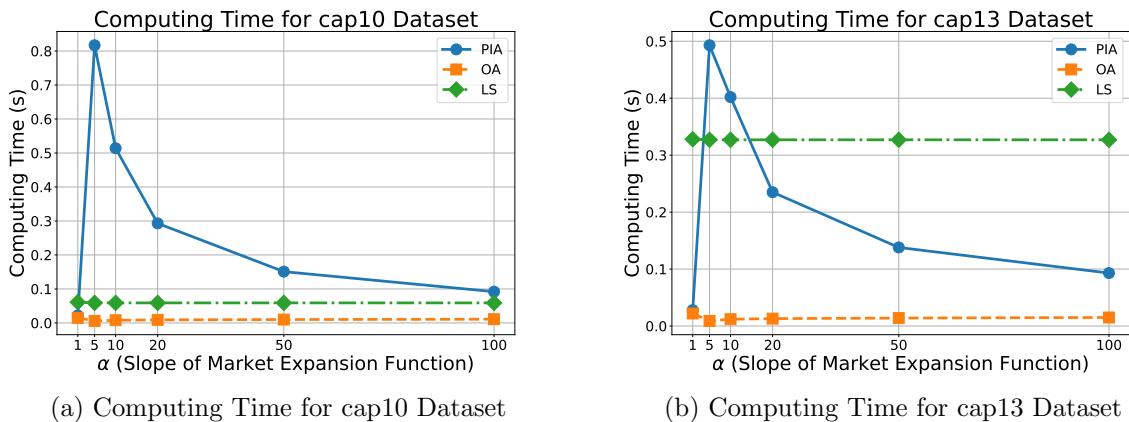 Computing Time for cap10 Dataset
Computing Time (s)
0.8
0.7
0.6
0.5
0.4
0.3
0.2
0.1
0.0
PIA
OA
LS
1 5 10 20 50 100
α (Slope of Market Expansion Function)
(a) Computing Time for cap10 Dataset
Computing Time for cap13 Dataset
Computing Time (s)
0.5
0.4
0.3
0.2
0.1
0.0
PIA
OA
LS
1 5 10 20 50 100
α (Slope of Market Expansion Function)
(b) Computing Time for cap13 Dataset